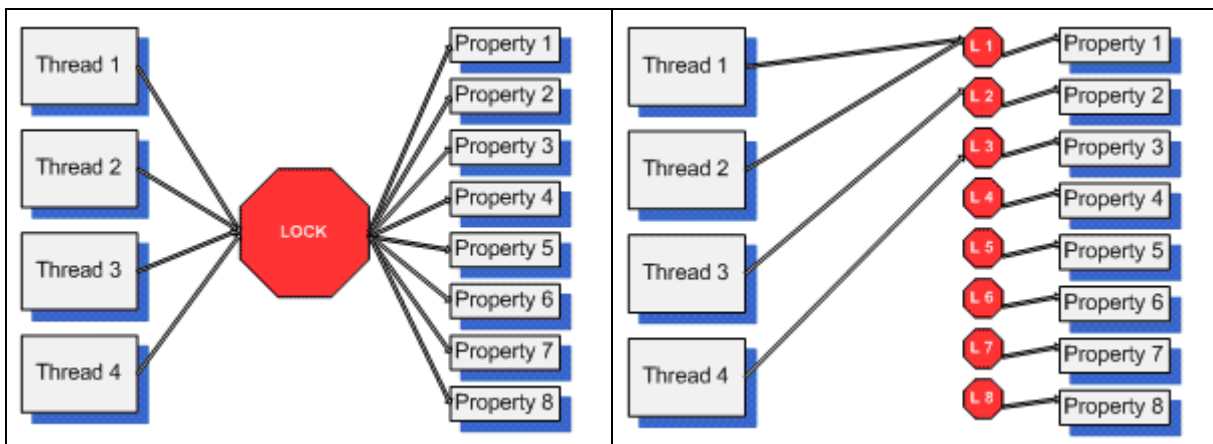 Thread 1
Thread 2
Thread 3
Thread 4
LOCK
Property 1
Property 2
Property 3
Property 4
Property 5
Property 6
Property 7
Property 8
Thread 1
Thread 2
Thread 3
Thread 4
L 1
L 2
L 3
L 4
L 5
L 6
L 7
L 8
Property 1
Property 2
Property 3
Property 4
Property 5
Property 6
Property 7
Property 8